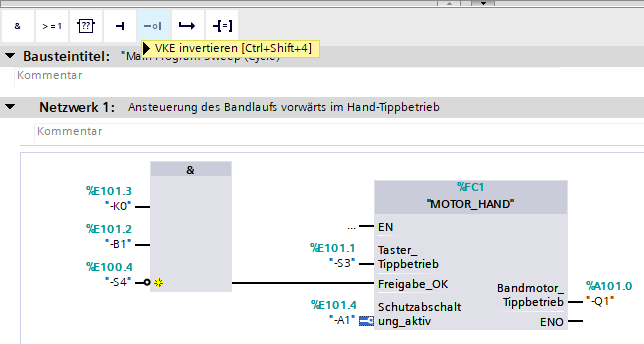 & >=1 ?? -o| -[=]
VKE invertieren [Ctrl+Shift+4]
Bausteintitel: "Main Program Sweep (Cycle)"
Kommentar
Netzwerk 1: Ansteuerung des Bandlaufs vorwärts im Hand-Tippbetrieb
Kommentar
&
%E101.3
"-K0"
%E101.2
"-B1"
%E100.4
"-S4"
%FC1
"MOTOR_HAND"
... EN
%E101.1
"-S3"
Taster_
Tippbetrieb
Freigabe_OK
%E101.4
"-A1"
Schutzabschalt
ung_aktiv
Bandmotor_
Tippbetrieb
%A101.0
"-Q1"
ENO